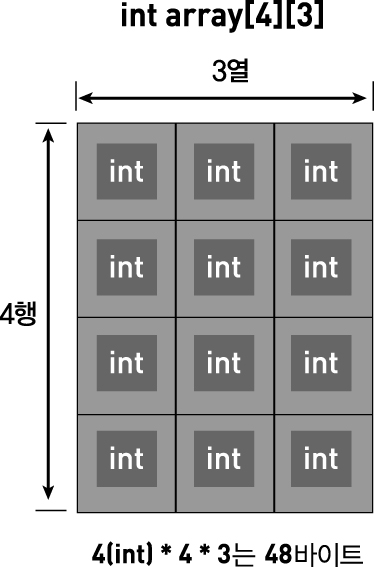 int array[4][3]
3열
int int int
int int int
4행
int int int
int int int
4(int) * 4 * 3는 48바이트